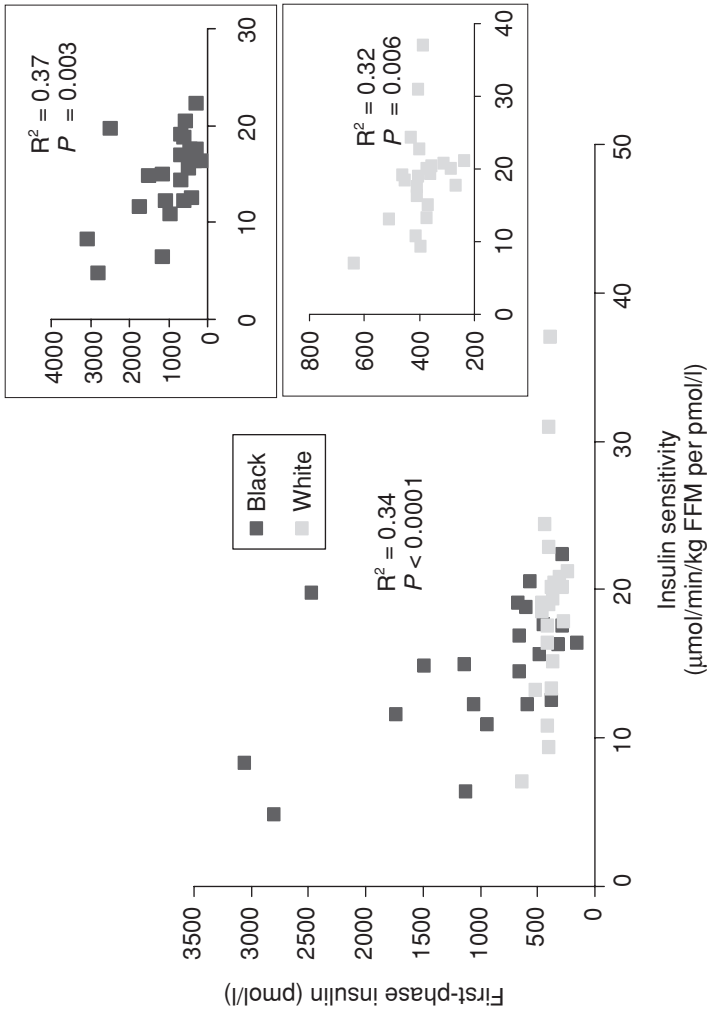 First-phase insulin (pmol/l)
3500
3000
2500
2000
1500
1000
500
0
0
10
20
30
40
50
Insulin sensitivity
(μmol/min/kg FFM per pmol/l)
Black
White
R² = 0.34
P < 0.0001
4000
3000
2000
1000
0
0
10
20
30
R² = 0.37
P = 0.003
800
600
400
200
0
10
20
30
40
R² = 0.32
P = 0.006